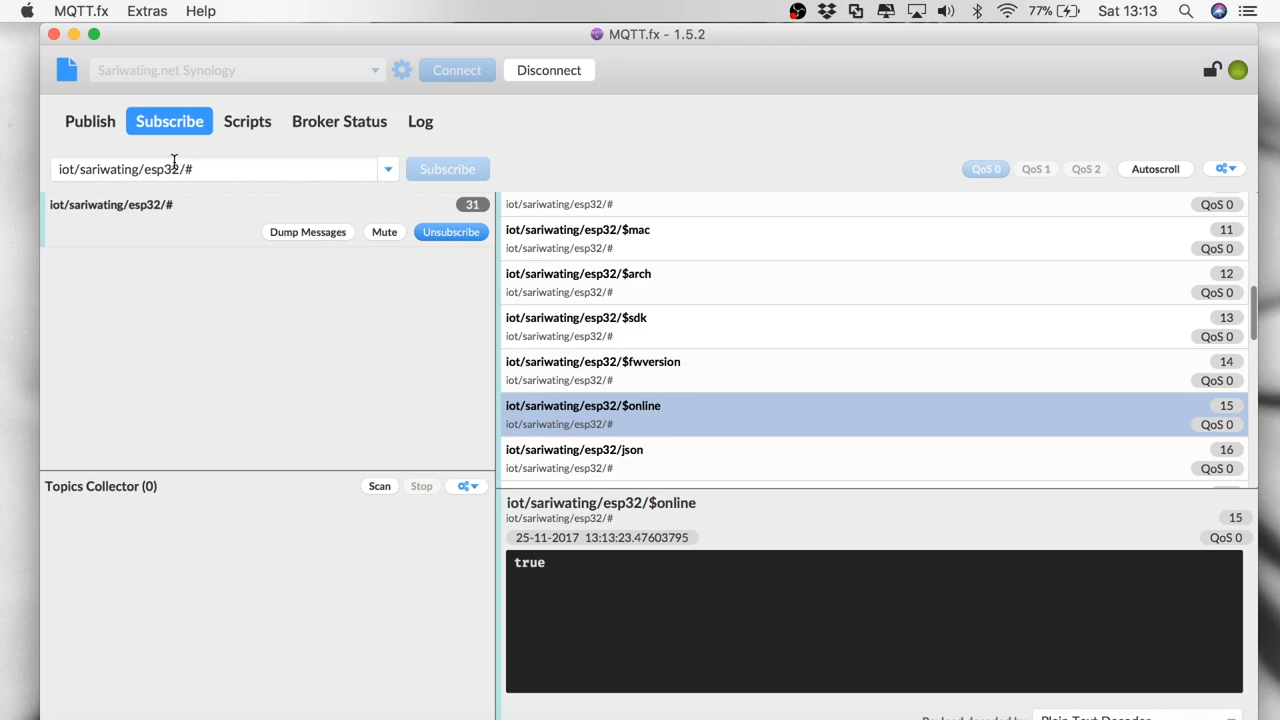 MQTT.fx Extras Help 77% Sat 13:13
MQTT.fx - 1.5.2
Sariwating.net Synology Connect Disconnect
Publish Subscribe Scripts Broker Status Log
iot/sariwating/esp32/# Subscribe QoS 0 QoS 1 QoS 2 Autoscroll
iot/sariwating/esp32/# 31
Dump Messages Mute Unsubscribe
iot/sariwating/esp32/# QoS 0
iot/sariwating/esp32/$mac 11
iot/sariwating/esp32/# QoS 0
iot/sariwating/esp32/$arch 12
iot/sariwating/esp32/# QoS 0
iot/sariwating/esp32/$sdk 13
iot/sariwating/esp32/# QoS 0
iot/sariwating/esp32/$fwversion 14
iot/sariwating/esp32/# QoS 0
iot/sariwating/esp32/$online 15
iot/sariwating/esp32/# QoS 0
iot/sariwating/esp32/json 16
iot/sariwating/esp32/# QoS 0
Topics Collector (0) Scan Stop
iot/sariwating/esp32/$online
iot/sariwating/esp32/# 15
25-11-2017 13:13:23.47603795 QoS 0
true
Payload decoded by Plain Text Decoder